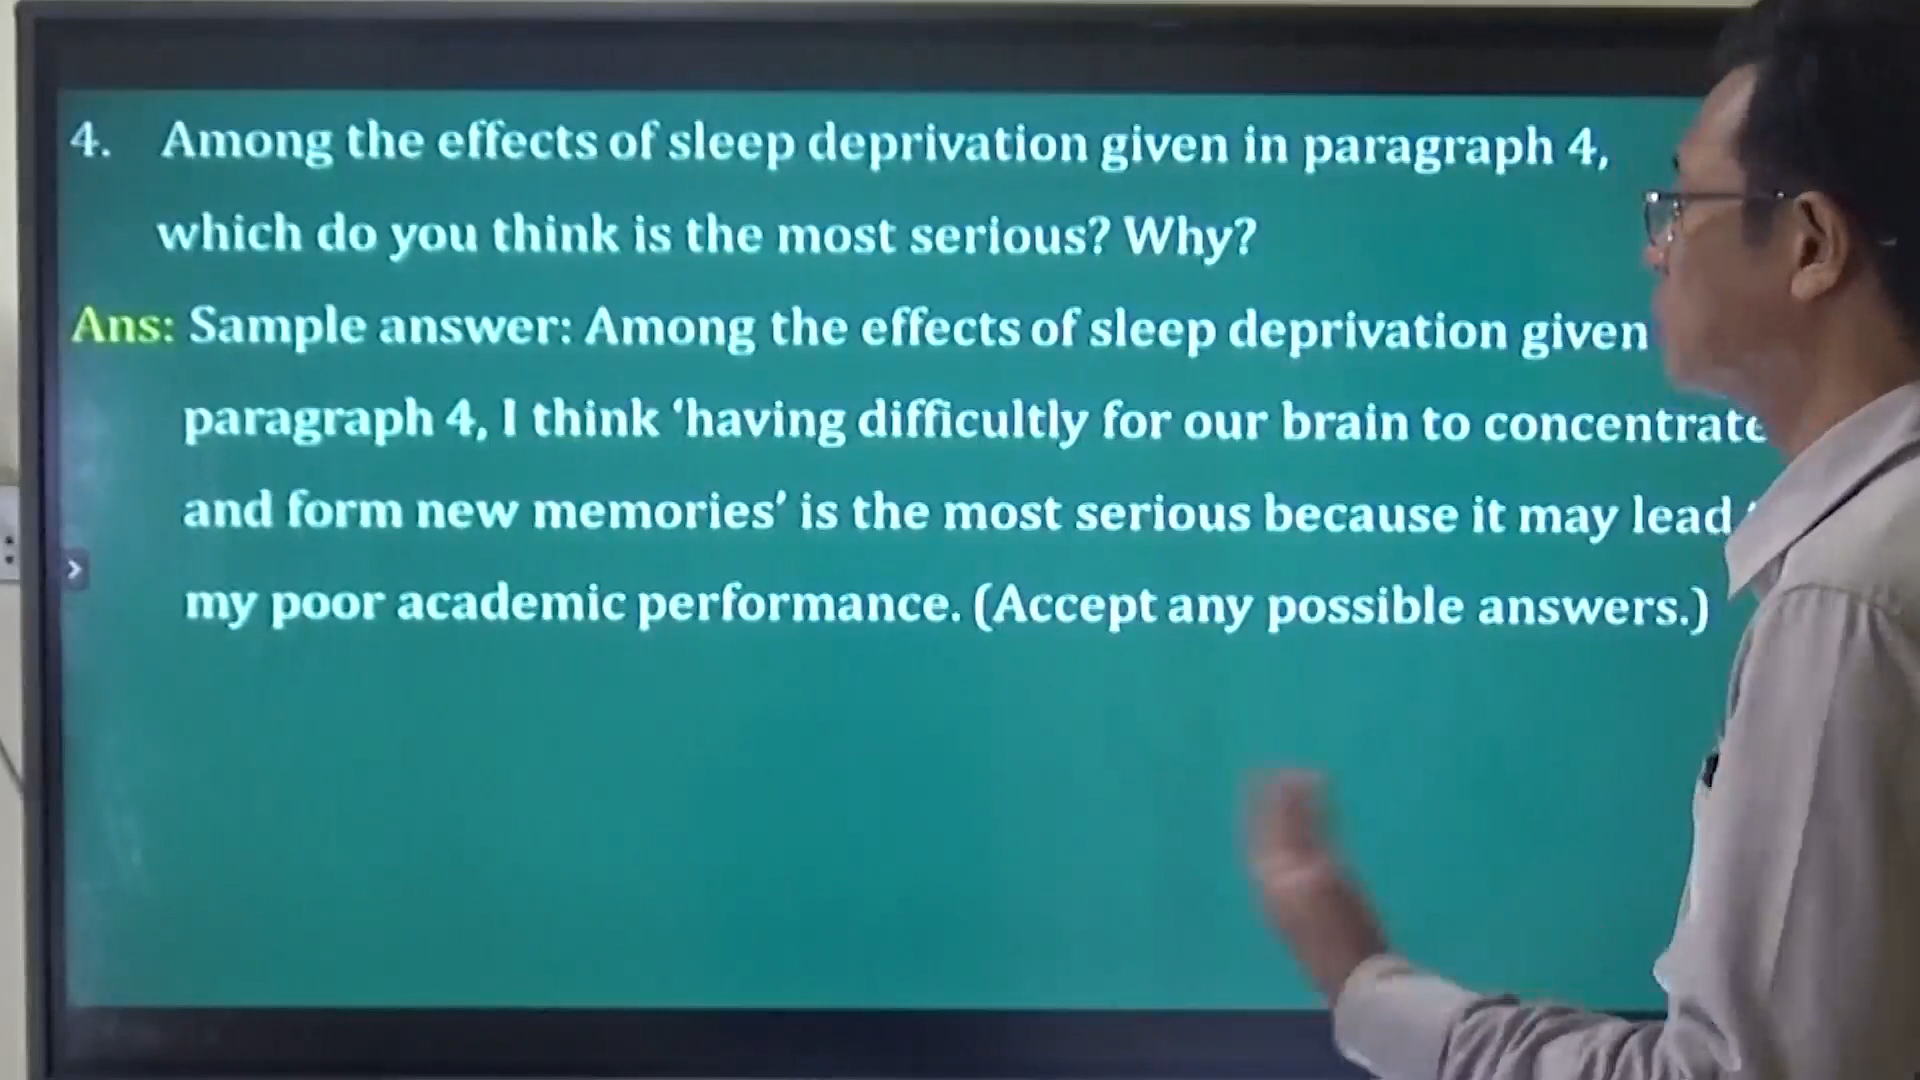 4. Among the effects of sleep deprivation given in paragraph 4,
which do you think is the most serious? Why?
Ans: Sample answer: Among the effects of sleep deprivation given
paragraph 4, I think ‘having difficultly for our brain to concentrate
and form new memories’ is the most serious because it may lead
my poor academic performance. (Accept any possible answers.)